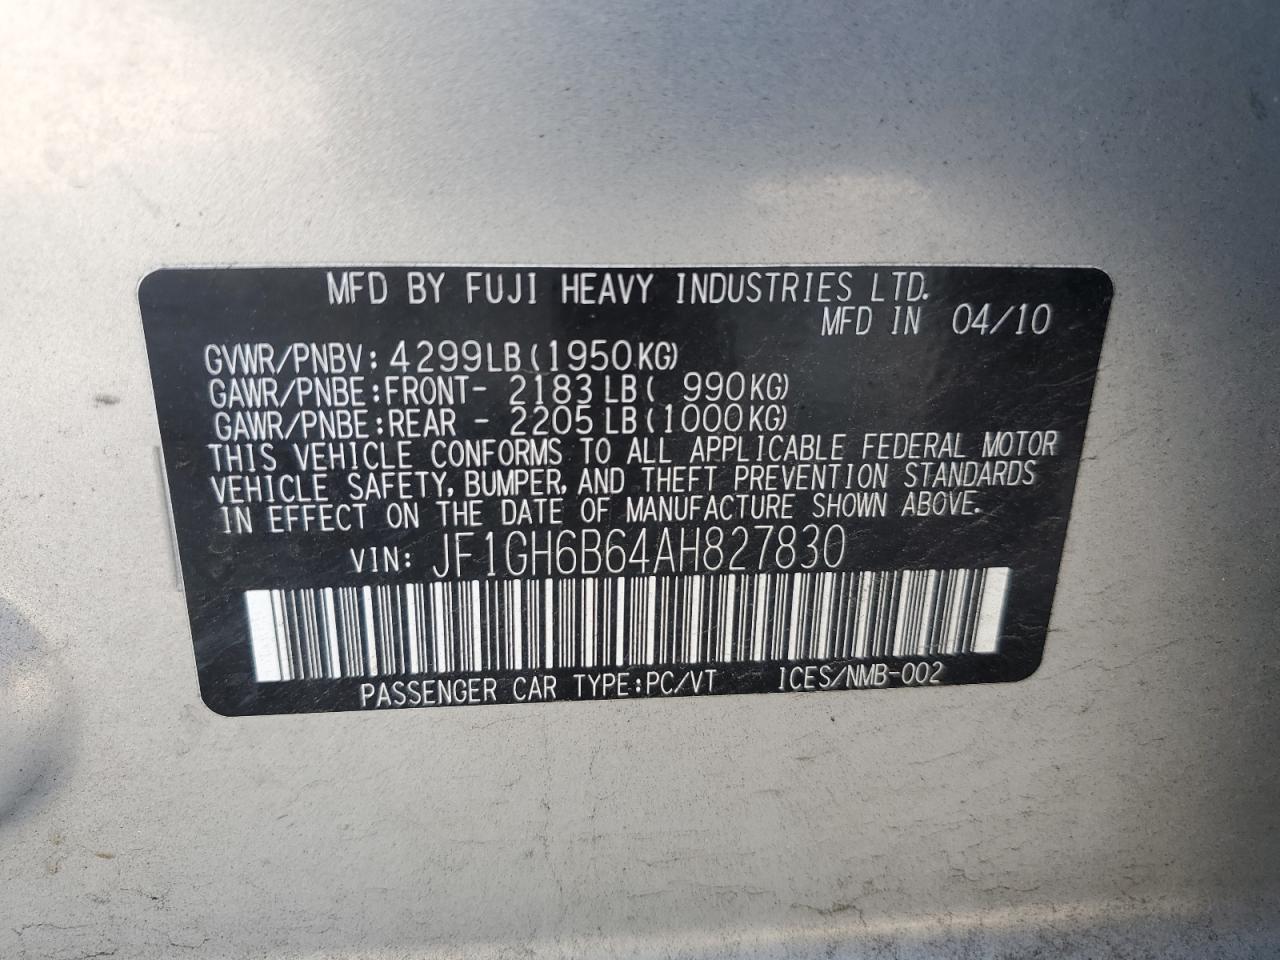 MFD BY FUJI HEAVY INDUSTRIES LTD.
MFD IN 04/10
GVWR/PNBV: 4299LB(1950KG)
GAWR/PNBE:FRONT- 2183LB( 990KG)
GAWR/PNBE:REAR - 2205LB(1000KG)
THIS VEHICLE CONFORMS TO ALL APPLICABLE FEDERAL MOTOR
VEHICLE SAFETY, BUMPER, AND THEFT PREVENTION STANDARDS
IN EFFECT ON THE DATE OF MANUFACTURE SHOWN ABOVE.
VIN: JF1GH6B64AH827830
PASSENGER CAR TYPE:PC/VT ICES/NMB-002